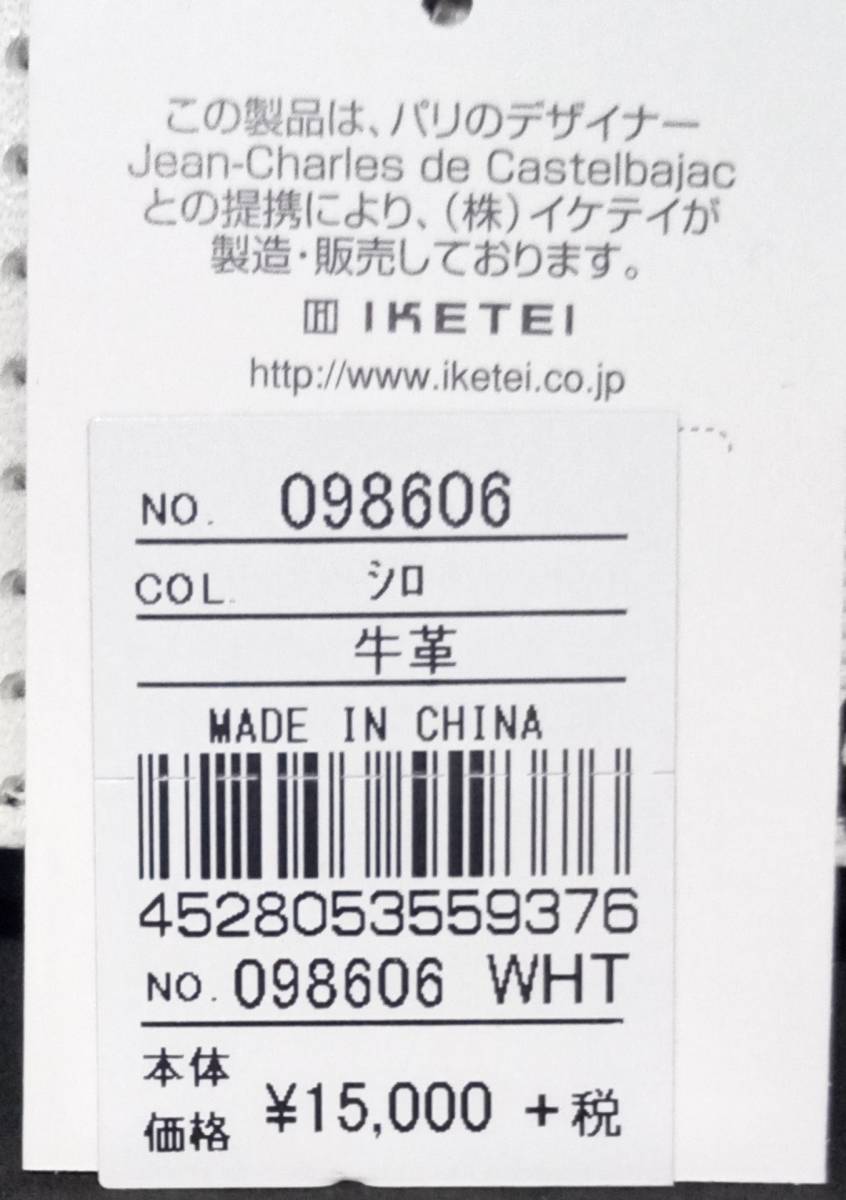 この製品は、パリのデザイナー
Jean-Charles de Castelbajac
との提携により、(株)イケテイが
製造・販売しております。
IKETEI
http://www.iketei.co.jp
NO. 098606
COL. シロ
牛革
MADE IN CHINA
4528053559376
NO. 098606 WHT
本体
価格 ¥15,000 +税